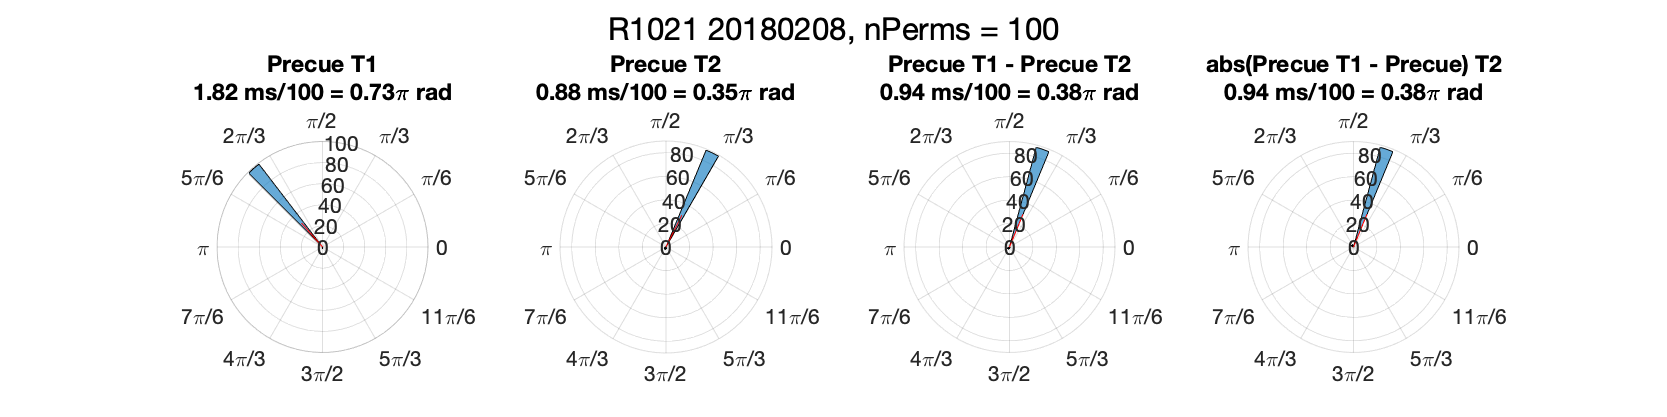 R1021 20180208, nPerms = 100
Precue T1
1.82 ms/100 = 0.73π rad
π/2
2π/3
π/3
5π/6
π/6
π
0
7π/6
11π/6
4π/3
5π/3
3π/2
100
80
60
40
20
0
Precue T2
0.88 ms/100 = 0.35π rad
π/2
2π/3
π/3
5π/6
π/6
π
0
7π/6
11π/6
4π/3
5π/3
3π/2
80
60
40
20
0
Precue T1 - Precue T2
0.94 ms/100 = 0.38π rad
π/2
2π/3
π/3
5π/6
π/6
π
0
7π/6
11π/6
4π/3
5π/3
3π/2
80
60
40
20
0
abs(Precue T1 - Precue) T2
0.94 ms/100 = 0.38π rad
π/2
2π/3
π/3
5π/6
π/6
π
0
7π/6
11π/6
4π/3
5π/3
3π/2
80
60
40
20
0